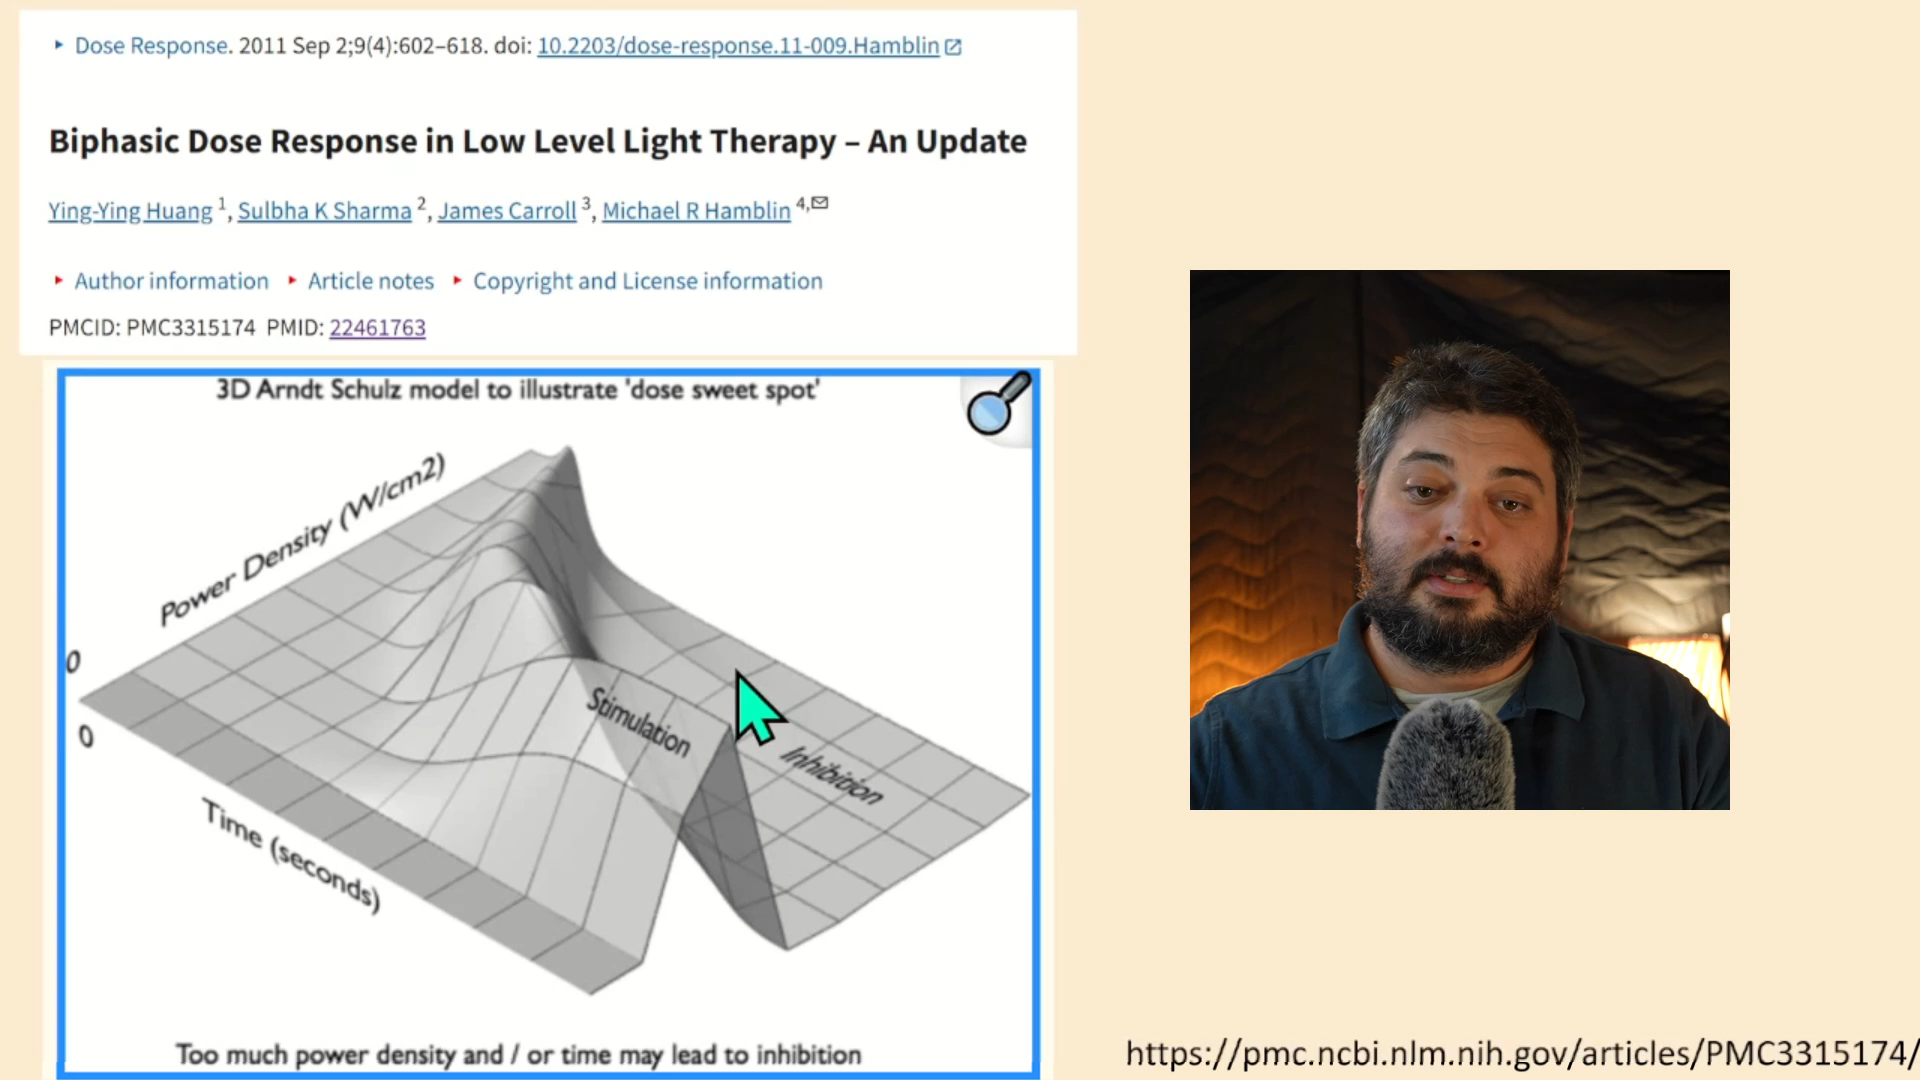 Dose Response. 2011 Sep 2;9(4):602–618. doi: 10.2203/dose-response.11-009.Hamblin
Biphasic Dose Response in Low Level Light Therapy – An Update
Ying-Ying Huang 1, Sulbha K Sharma 2, James Carroll 3, Michael R Hamblin 4,
Author information Article notes Copyright and License information
PMCID: PMC3315174 PMID: 22461763
3D Arndt Schulz model to illustrate 'dose sweet spot'
Power Density (W/cm2)
0
0
Time (seconds)
Stimulation
Inhibition
Too much power density and / or time may lead to inhibition
https://pmc.ncbi.nlm.nih.gov/articles/PMC3315174/